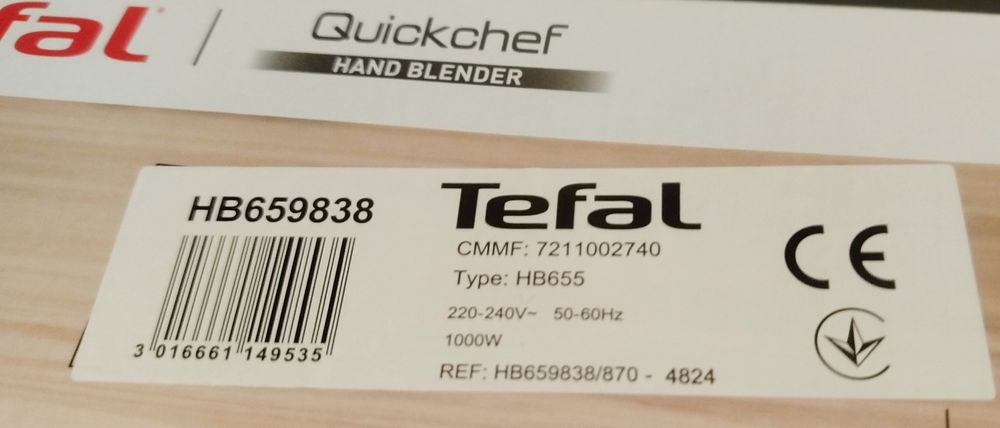 fal
Quickchef
HAND BLENDER
HB659838
3 016661 149535
Tefal
CMMF: 7211002740
Type: HB655
220-240V~ 50-60Hz
1000W
REF: HB659838/870 - 4824
CE